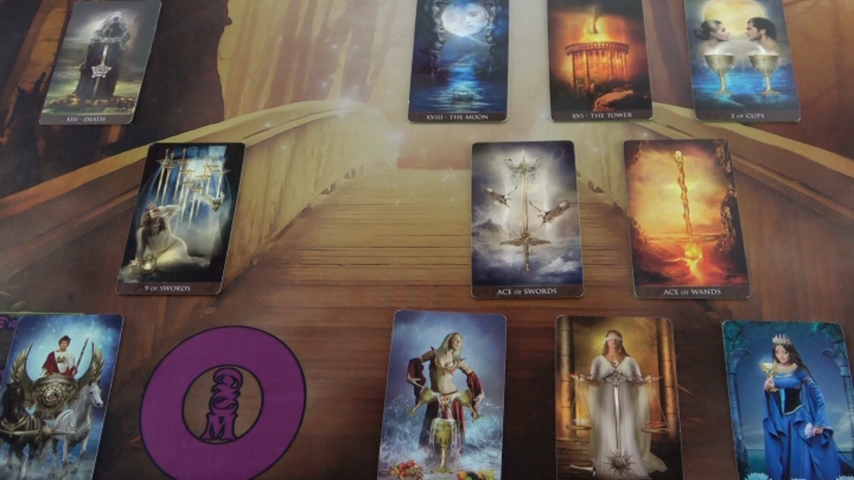 XIII · DEATH
XVIII · THE MOON
XVI · THE TOWER
2 OF CUPS
9 OF SWORDS
ACE OF SWORDS
ACE OF WANDS